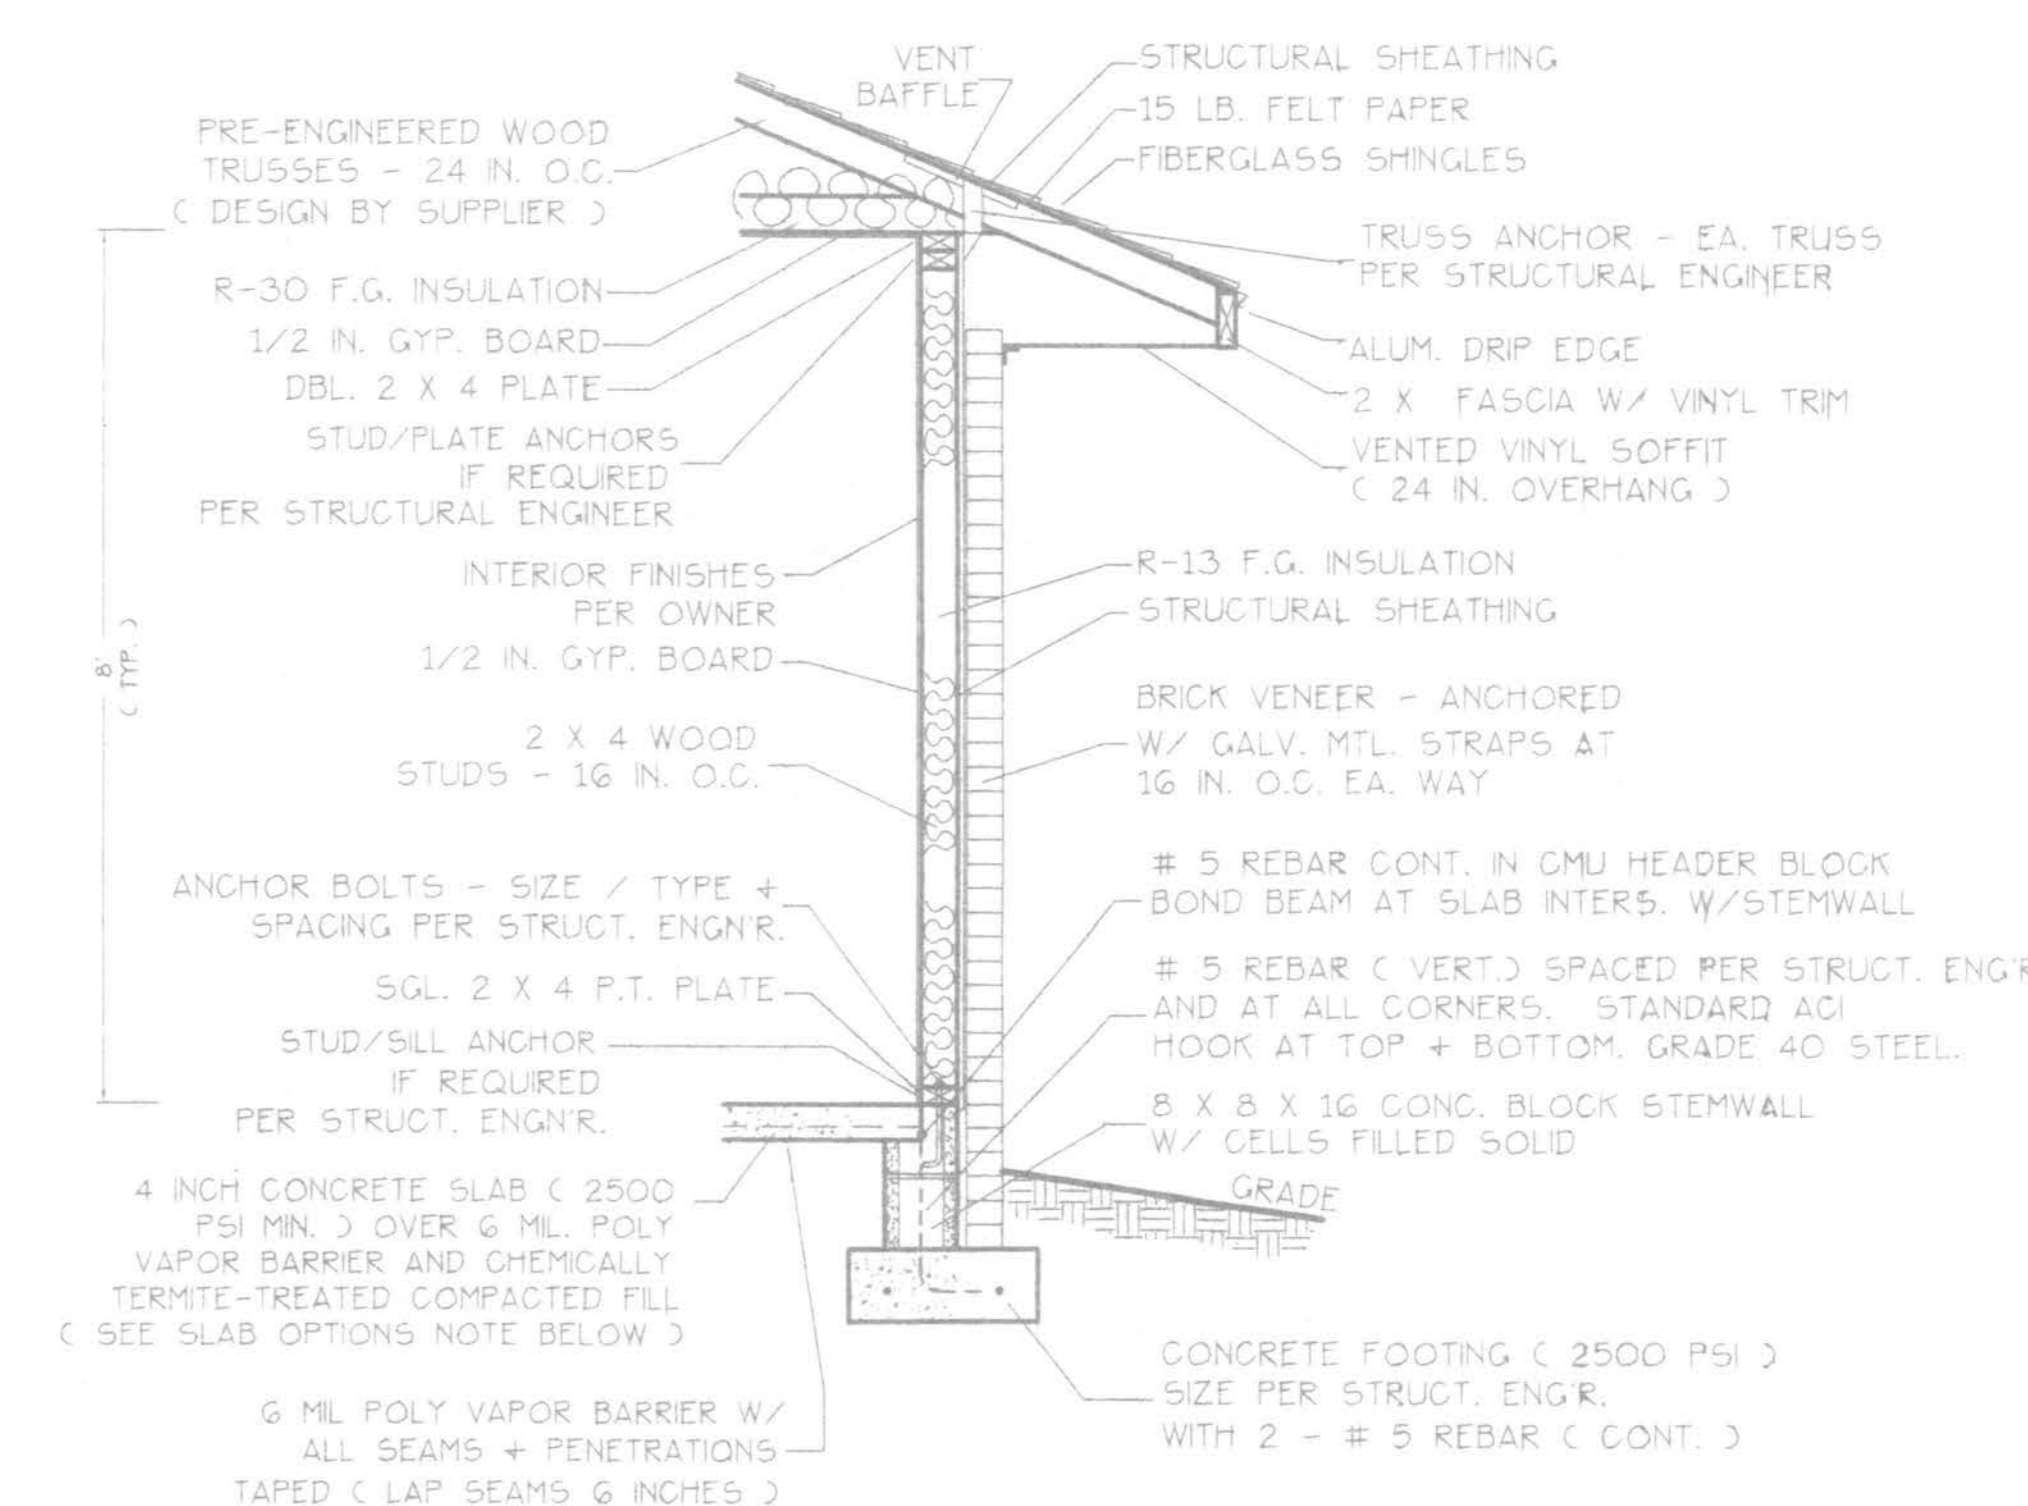 VENT
BAFFLE
PRE-ENGINEERED WOOD
TRUSSES - 24 IN. O.C.
( DESIGN BY SUPPLIER )
R-30 F.G. INSULATION
1/2 IN. GYP. BOARD
DBL. 2 X 4 PLATE
STUD/PLATE ANCHORS
IF REQUIRED
PER STRUCTURAL ENGINEER
INTERIOR FINISHES
PER OWNER
1/2 IN. GYP. BOARD
8'
( TYP. )
2 X 4 WOOD
STUDS - 16 IN. O.C.
ANCHOR BOLTS - SIZE / TYPE +
SPACING PER STRUCT. ENGN'R.
SGL. 2 X 4 P.T. PLATE
STUD/SILL ANCHOR
IF REQUIRED
PER STRUCT. ENGN'R.
4 INCH CONCRETE SLAB ( 2500
PSI MIN. ) OVER 6 MIL. POLY
VAPOR BARRIER AND CHEMICALLY
TERMITE-TREATED COMPACTED FILL
( SEE SLAB OPTIONS NOTE BELOW )
6 MIL POLY VAPOR BARRIER W/
ALL SEAMS + PENETRATIONS
TAPED ( LAP SEAMS 6 INCHES )
STRUCTURAL SHEATHING
15 LB. FELT PAPER
FIBERGLASS SHINGLES
TRUSS ANCHOR - EA. TRUSS
PER STRUCTURAL ENGINEER
ALUM. DRIP EDGE
2 X FASCIA W/ VINYL TRIM
VENTED VINYL SOFFIT
( 24 IN. OVERHANG )
R-13 F.G. INSULATION
STRUCTURAL SHEATHING
BRICK VENEER - ANCHORED
W/ GALV. MTL. STRAPS AT
16 IN. O.C. EA. WAY
# 5 REBAR CONT. IN CMU HEADER BLOCK
BOND BEAM AT SLAB INTERS. W/STEMWALL
# 5 REBAR ( VERT.) SPACED PER STRUCT. ENG'R
AND AT ALL CORNERS. STANDARD ACI
HOOK AT TOP + BOTTOM. GRADE 40 STEEL.
8 X 8 X 16 CONC. BLOCK STEMWALL
W/ CELLS FILLED SOLID
GRADE
CONCRETE FOOTING ( 2500 PSI )
SIZE PER STRUCT. ENG'R.
WITH 2 - # 5 REBAR ( CONT. )